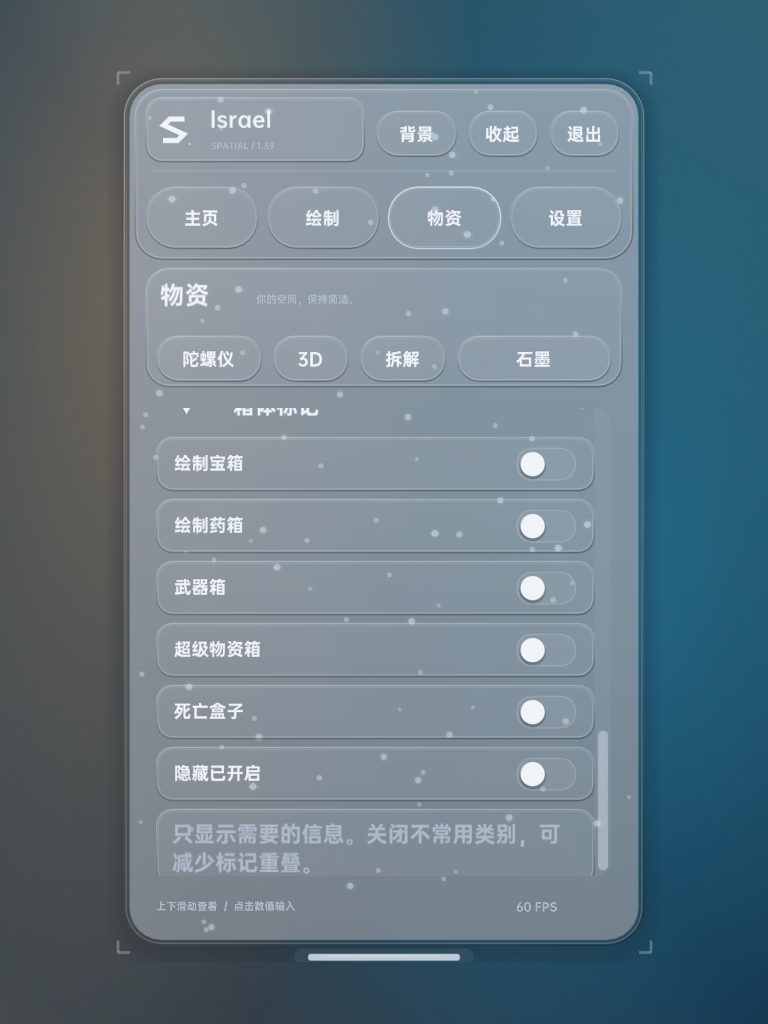 Israel
SPATIAL / 1.59
背景
收起
退出
主页
绘制
物资
设置
物资
你的空间，保持简洁。
陀螺仪
3D
拆解
石墨
箱体标记
绘制宝箱
绘制药箱
武器箱
超级物资箱
死亡盒子
隐藏已开启
只显示需要的信息。关闭不常用类别，可
减少标记重叠。
上下滑动查看 / 点击数值输入
60 FPS